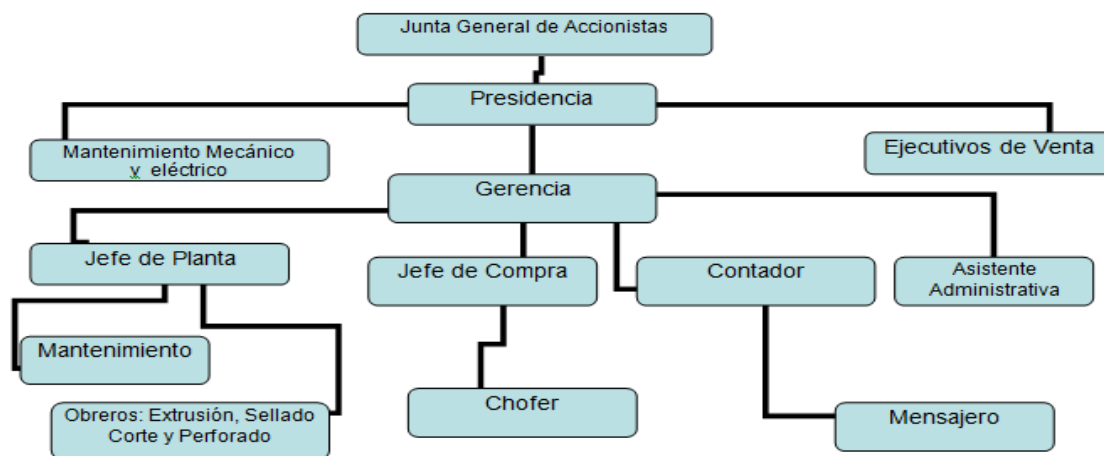 Junta General de Accionistas
Presidencia
Mantenimiento Mecánico
y eléctrico
Ejecutivos de Venta
Gerencia
Jefe de Planta
Jefe de Compra
Contador
Asistente
Administrativa
Mantenimiento
Chofer
Obreros: Extrusión, Sellado
Corte y Perforado
Mensajero